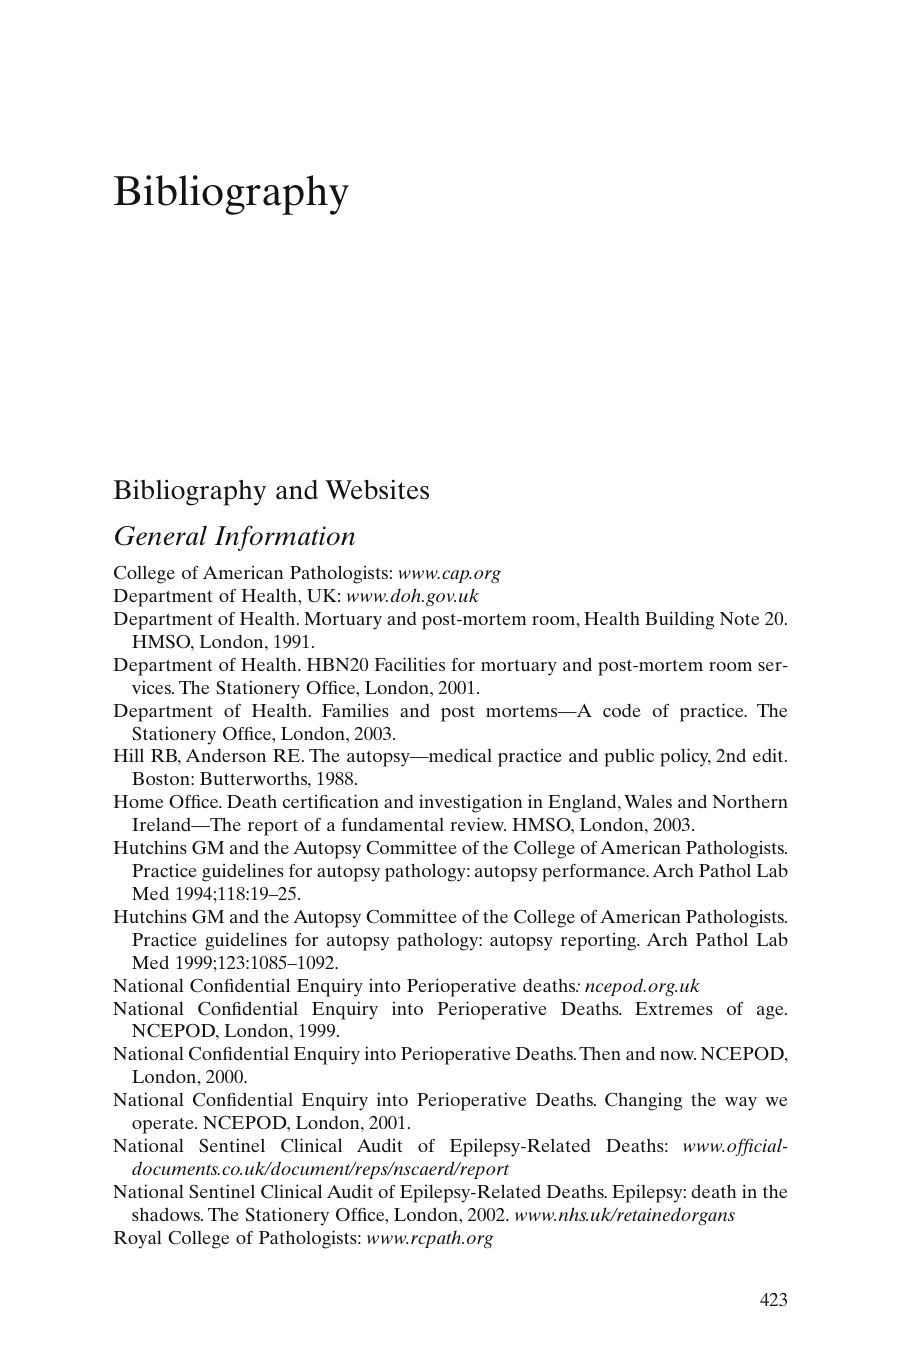 Bibliography
Bibliography and Websites
General Information
College of American Pathologists: www.cap.org
Department of Health, UK: www.doh.gov.uk
Department of Health. Mortuary and post-mortem room, Health Building Note 20.
HMSO, London, 1991.
Department of Health. HBN20 Facilities for mortuary and post-mortem room ser-
vices. The Stationery Office, London, 2001.
Department of Health. Families and post mortems—A code of practice. The
Stationery Office, London, 2003.
Hill RB, Anderson RE. The autopsy—medical practice and public policy, 2nd edit.
Boston: Butterworths, 1988.
Home Office. Death certification and investigation in England, Wales and Northern
Ireland—The report of a fundamental review. HMSO, London, 2003.
Hutchins GM and the Autopsy Committee of the College of American Pathologists.
Practice guidelines for autopsy pathology: autopsy performance. Arch Pathol Lab
Med 1994;118:19–25.
Hutchins GM and the Autopsy Committee of the College of American Pathologists.
Practice guidelines for autopsy pathology: autopsy reporting. Arch Pathol Lab
Med 1999;123:1085–1092.
National Confidential Enquiry into Perioperative deaths: ncepod.org.uk
National Confidential Enquiry into Perioperative Deaths. Extremes of age.
NCEPOD, London, 1999.
National Confidential Enquiry into Perioperative Deaths. Then and now. NCEPOD,
London, 2000.
National Confidential Enquiry into Perioperative Deaths. Changing the way we
operate. NCEPOD, London, 2001.
National Sentinel Clinical Audit of Epilepsy-Related Deaths: www.official-
documents.co.uk/document/reps/nscaerd/report
National Sentinel Clinical Audit of Epilepsy-Related Deaths. Epilepsy: death in the
shadows. The Stationery Office, London, 2002. www.nhs.uk/retainedorgans
Royal College of Pathologists: www.rcpath.org
423